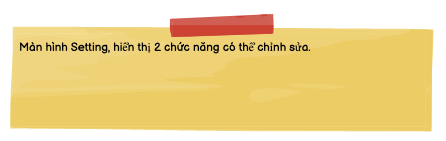 Màn hình Setting, hiển thị 2 chức năng có thể chỉnh sửa.